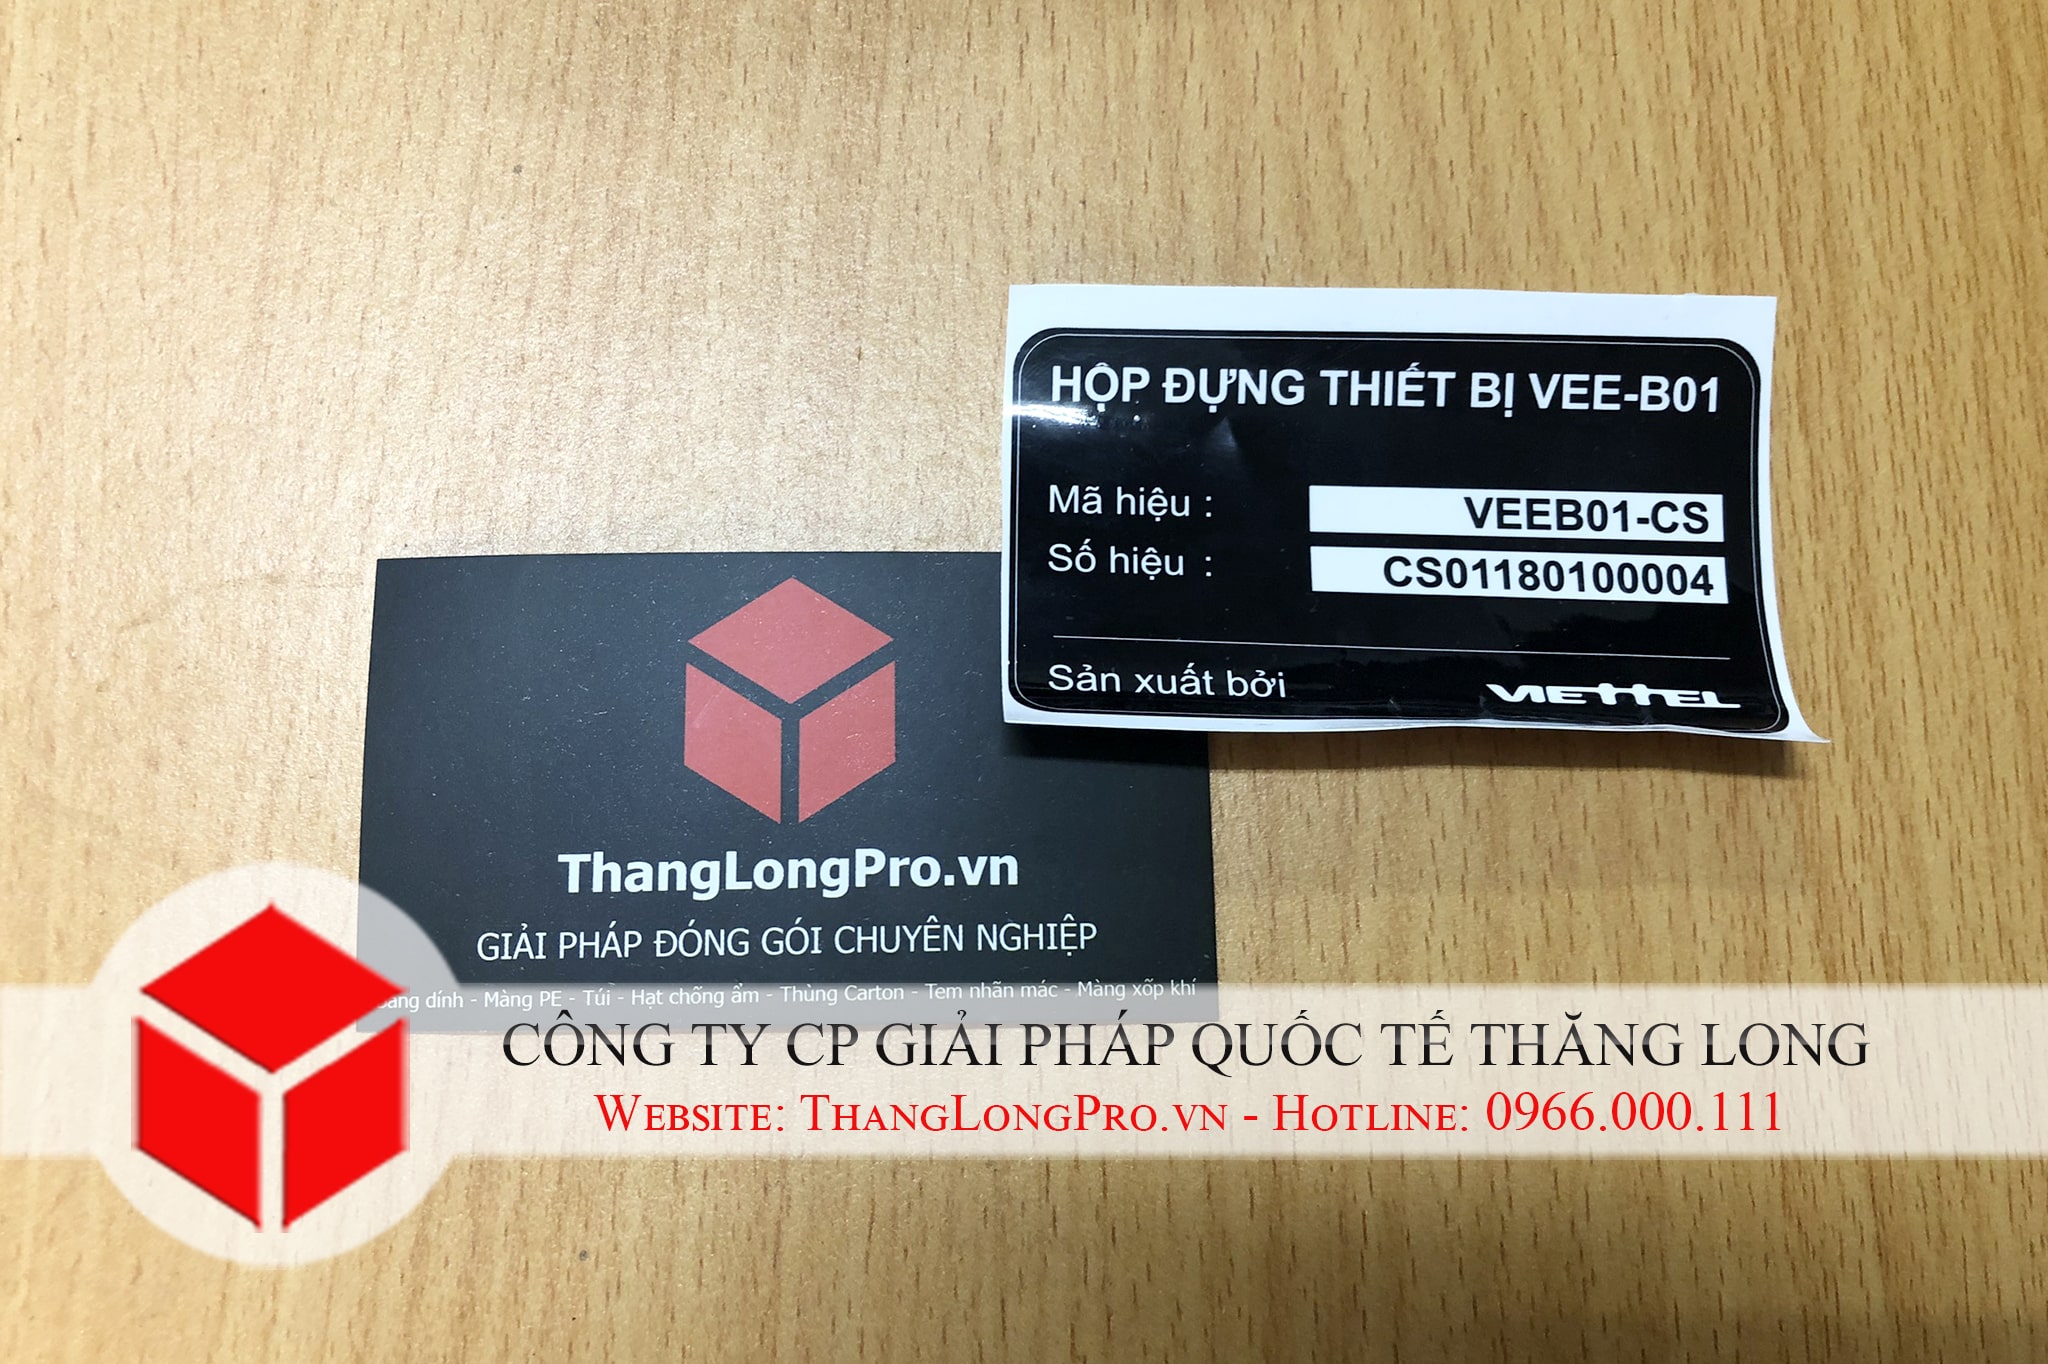 HỘP ĐỰNG THIẾT BỊ VEE-B01
Mã hiệu : VEEB01-CS
Số hiệu : CS01180100004
Sản xuất bởi VIETTEL
ThangLongPro.vn
GIẢI PHÁP ĐÓNG GÓI CHUYÊN NGHIỆP
dính - Màng PE - Túi - Hạt chống ẩm - Thùng Carton - Tem nhãn mác - Màng xốp khí
CÔNG TY CP GIẢI PHÁP QUỐC TẾ THĂNG LONG
WEBSITE: THANGLONGPRO.VN - HOTLINE: 0966.000.111